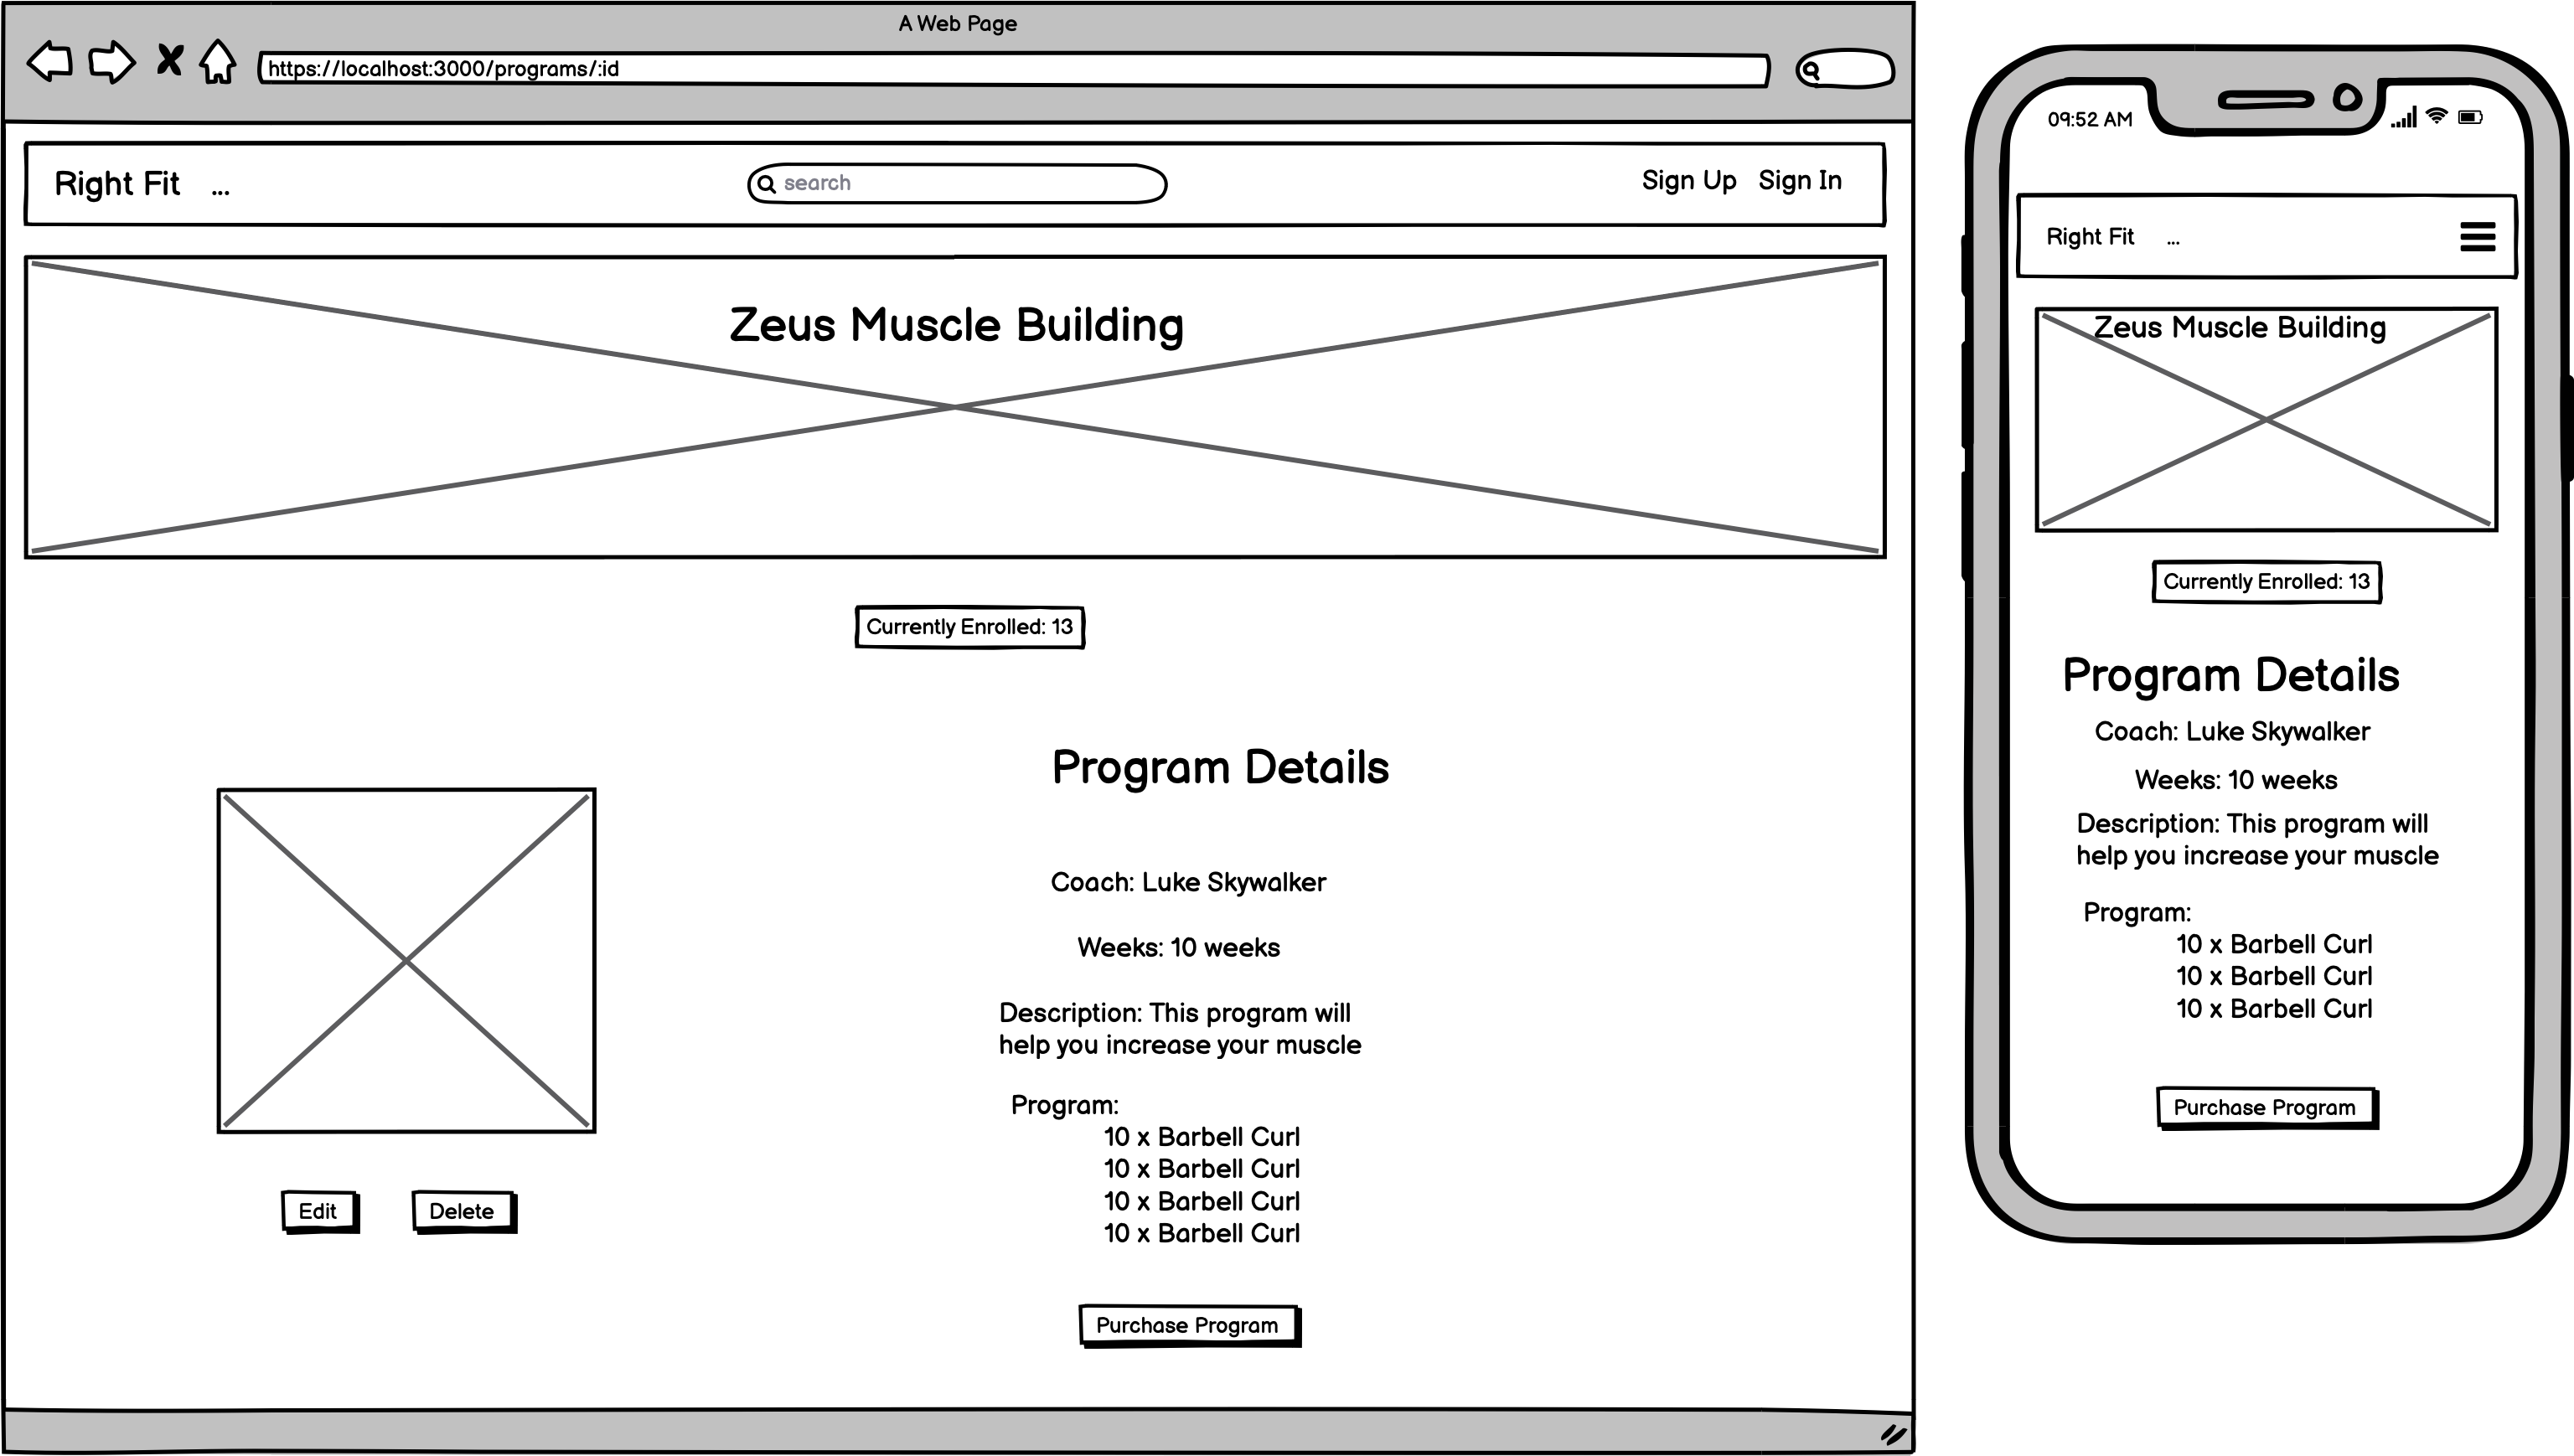 A Web Page
https://localhost:3000/programs/:id
Right Fit ...
search
Sign Up Sign In
Zeus Muscle Building
Currently Enrolled: 13
Program Details
Coach: Luke Skywalker
Weeks: 10 weeks
Description: This program will
help you increase your muscle
Program:
10 x Barbell Curl
10 x Barbell Curl
10 x Barbell Curl
10 x Barbell Curl
Edit
Delete
Purchase Program
09:52 AM
Right Fit ...
Zeus Muscle Building
Currently Enrolled: 13
Program Details
Coach: Luke Skywalker
Weeks: 10 weeks
Description: This program will
help you increase your muscle
Program:
10 x Barbell Curl
10 x Barbell Curl
10 x Barbell Curl
Purchase Program